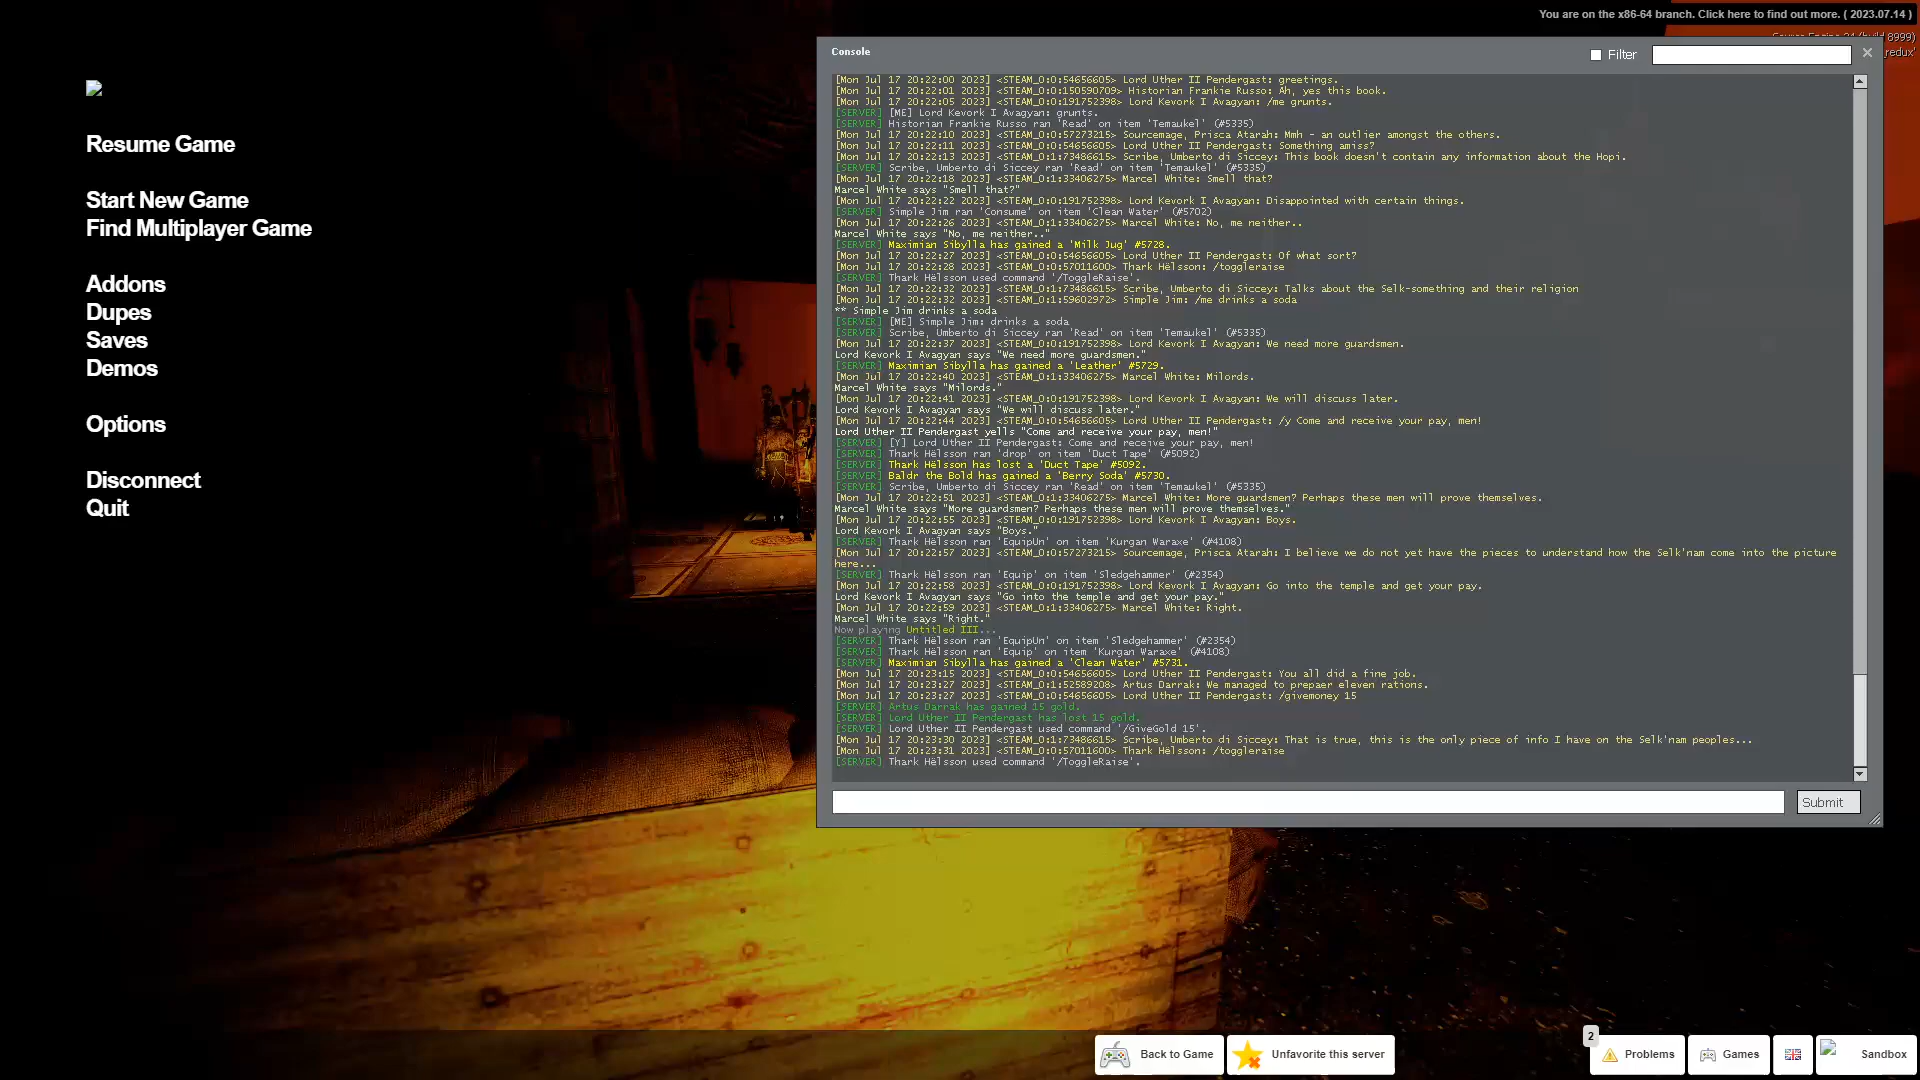 You are on the x86-64 branch. Click here to find out more. ( 2023.07.14 )
Resume Game
Start New Game
Find Multiplayer Game
Addons
Dupes
Saves
Demos
Options
Disconnect
Quit
Console
Filter
[Mon Jul 17 20:22:00 2023] <STEAM_0:0:54656605> Lord Uther II Pendergast: greetings.
[Mon Jul 17 20:22:01 2023] <STEAM_0:0:150590709> Historian Frankie Russo: Ah, yes this book.
[Mon Jul 17 20:22:05 2023] <STEAM_0:0:191752398> Lord Kevork I Avagyan: /me grunts.
[SERVER] [ME] Lord Kevork I Avagyan: grunts.
[SERVER] Historian Frankie Russo ran 'Read' on item 'Temaukel' (#5335)
[Mon Jul 17 20:22:10 2023] <STEAM_0:0:57273215> Sourcemage, Prisca Atarah: Mmh - an outlier amongst the others.
[Mon Jul 17 20:22:11 2023] <STEAM_0:0:54656605> Lord Uther II Pendergast: Something amiss?
[Mon Jul 17 20:22:13 2023] <STEAM_0:1:73486615> Scribe, Umberto di Siccey: This book doesn't contain any information about the Hopi.
[SERVER] Scribe, Umberto di Siccey ran 'Read' on item 'Temaukel' (#5335)
[Mon Jul 17 20:22:18 2023] <STEAM_0:1:33406275> Marcel White: Smell that?
Marcel White says "Smell that?"
[Mon Jul 17 20:22:22 2023] <STEAM_0:0:191752398> Lord Kevork I Avagyan: Disappointed with certain things.
[SERVER] Simple Jim ran 'Consume' on item 'Clean Water' (#5702)
[Mon Jul 17 20:22:26 2023] <STEAM_0:1:33406275> Marcel White: No, me neither..
Marcel White says "No, me neither.."
[SERVER] Maximian Sibylla has gained a 'Milk Jug' #5728.
[Mon Jul 17 20:22:27 2023] <STEAM_0:0:54656605> Lord Uther II Pendergast: Of what sort?
[Mon Jul 17 20:22:28 2023] <STEAM_0:0:57011600> Thark Hëlsson: /toggleraise
[SERVER] Thark Hëlsson used command '/ToggleRaise'.
[Mon Jul 17 20:22:32 2023] <STEAM_0:1:73486615> Scribe, Umberto di Siccey: Talks about the Selk-something and their religion
[Mon Jul 17 20:22:32 2023] <STEAM_0:1:59602972> Simple Jim: /me drinks a soda
** Simple Jim drinks a soda
[SERVER] [ME] Simple Jim: drinks a soda
[SERVER] Scribe, Umberto di Siccey ran 'Read' on item 'Temaukel' (#5335)
[Mon Jul 17 20:22:37 2023] <STEAM_0:0:191752398> Lord Kevork I Avagyan: We need more guardsmen.
Lord Kevork I Avagyan says "We need more guardsmen."
[SERVER] Maximian Sibylla has gained a 'Leather' #5729.
[Mon Jul 17 20:22:40 2023] <STEAM_0:1:33406275> Marcel White: Milords.
Marcel White says "Milords."
[Mon Jul 17 20:22:41 2023] <STEAM_0:0:191752398> Lord Kevork I Avagyan: We will discuss later.
Lord Kevork I Avagyan says "We will discuss later."
[Mon Jul 17 20:22:44 2023] <STEAM_0:0:54656605> Lord Uther II Pendergast: /y Come and receive your pay, men!
Lord Uther II Pendergast yells "Come and receive your pay, men!"
[SERVER] [Y] Lord Uther II Pendergast: Come and receive your pay, men!
[SERVER] Thark Hëlsson ran 'drop' on item 'Duct Tape' (#5092)
[SERVER] Thark Hëlsson has lost a 'Duct Tape' #5092.
[SERVER] Baldr the Bold has gained a 'Berry Soda' #5730.
[SERVER] Scribe, Umberto di Siccey ran 'Read' on item 'Temaukel' (#5335)
[Mon Jul 17 20:22:51 2023] <STEAM_0:1:33406275> Marcel White: More guardsmen? Perhaps these men will prove themselves.
Marcel White says "More guardsmen? Perhaps these men will prove themselves."
[Mon Jul 17 20:22:55 2023] <STEAM_0:0:191752398> Lord Kevork I Avagyan: Boys.
Lord Kevork I Avagyan says "Boys."
[SERVER] Thark Hëlsson ran 'EquipUn' on item 'Kurgan Waraxe' (#4108)
[Mon Jul 17 20:22:57 2023] <STEAM_0:0:57273215> Sourcemage, Prisca Atarah: I believe we do not yet have the pieces to understand how the Selk'nam come into the picture
here...
[SERVER] Thark Hëlsson ran 'Equip' on item 'Sledgehammer' (#2354)
[Mon Jul 17 20:22:58 2023] <STEAM_0:0:191752398> Lord Kevork I Avagyan: Go into the temple and get your pay.
Lord Kevork I Avagyan says "Go into the temple and get your pay."
[Mon Jul 17 20:22:59 2023] <STEAM_0:1:33406275> Marcel White: Right.
Marcel White says "Right."
Now playing Untitled III...
[SERVER] Thark Hëlsson ran 'EquipUn' on item 'Sledgehammer' (#2354)
[SERVER] Thark Hëlsson ran 'Equip' on item 'Kurgan Waraxe' (#4108)
[SERVER] Maximian Sibylla has gained a 'Clean Water' #5731.
[Mon Jul 17 20:23:15 2023] <STEAM_0:0:54656605> Lord Uther II Pendergast: You all did a fine job.
[Mon Jul 17 20:23:27 2023] <STEAM_0:1:52589208> Artus Darrak: We managed to prepaer eleven rations.
[Mon Jul 17 20:23:27 2023] <STEAM_0:0:54656605> Lord Uther II Pendergast: /givemoney 15
[SERVER] Artus Darrak has gained 15 gold.
[SERVER] Lord Uther II Pendergast has lost 15 gold.
[SERVER] Lord Uther II Pendergast used command '/GiveGold 15'.
[Mon Jul 17 20:23:30 2023] <STEAM_0:1:73486615> Scribe, Umberto di Siccey: That is true, this is the only piece of info I have on the Selk'nam peoples...
[Mon Jul 17 20:23:31 2023] <STEAM_0:0:57011600> Thark Hëlsson: /toggleraise
[SERVER] Thark Hëlsson used command '/ToggleRaise'.
Submit
8999)
redux'
Back to Game
Unfavorite this server
2
Problems
Games
Sandbox